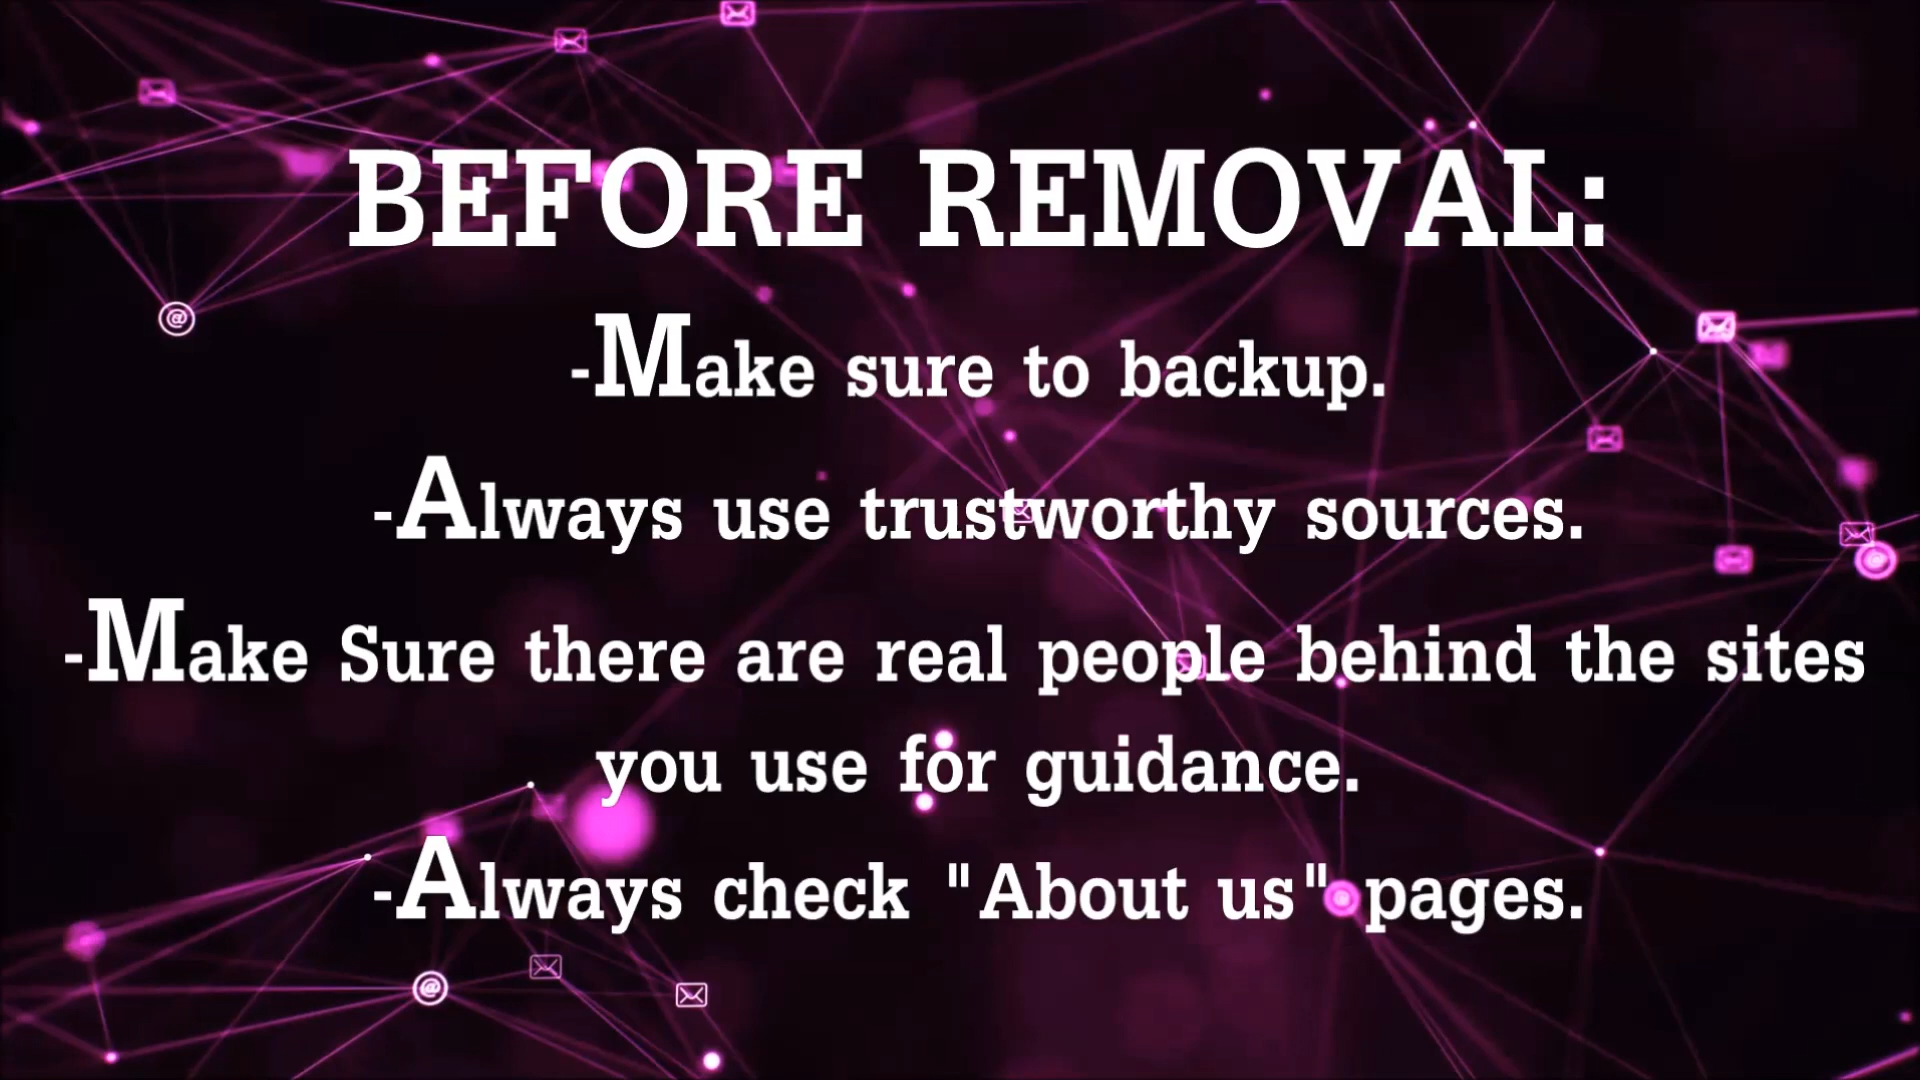 BEFORE REMOVAL:
-Make sure to backup.
-Always use trustworthy sources.
-Make Sure there are real people behind the sites
you use for guidance.
-Always check "About us" pages.